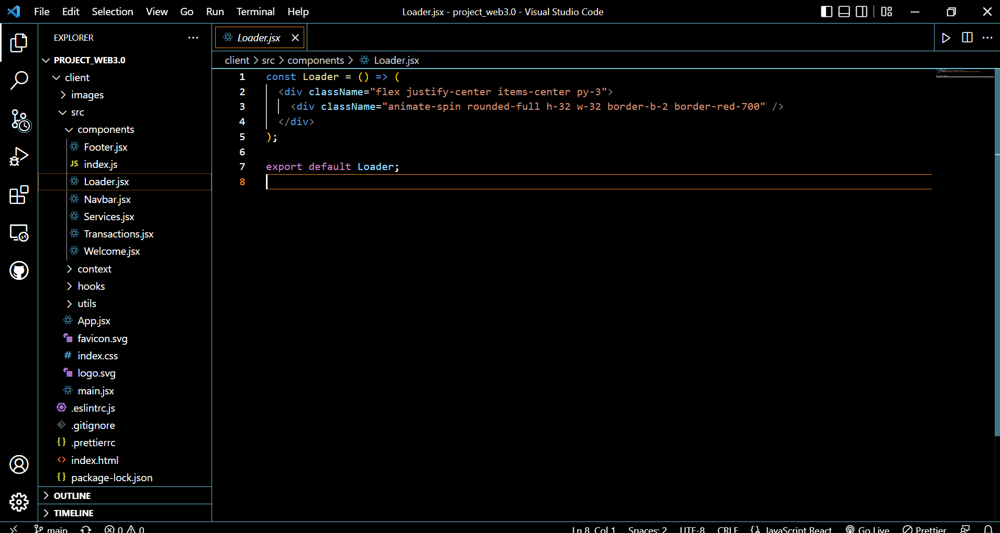 File Edit Selection View Go Run Terminal Help
Loader.jsx - project_web3.0 - Visual Studio Code
EXPLORER
PROJECT_WEB3.0
client
images
src
components
Footer.jsx
JS index.js
Loader.jsx
Navbar.jsx
Services.jsx
Transactions.jsx
Welcome.jsx
context
hooks
utils
App.jsx
favicon.svg
# index.css
logo.svg
main.jsx
.eslintrc.js
.gitignore
{} .prettierrc
<> index.html
{} package-lock.json
OUTLINE
TIMELINE
Loader.jsx
client > src > components > Loader.jsx
1 const Loader = () => (
2 <div className="flex justify-center items-center py-3">
3 <div className="animate-spin rounded-full h-32 w-32 border-b-2 border-red-700" />
4 </div>
5 );
6
7 export default Loader;
8
main 0 0 Ln 8, Col 1 Spaces: 2 UTF-8 CRLF {} JavaScript React Go Live Prettier